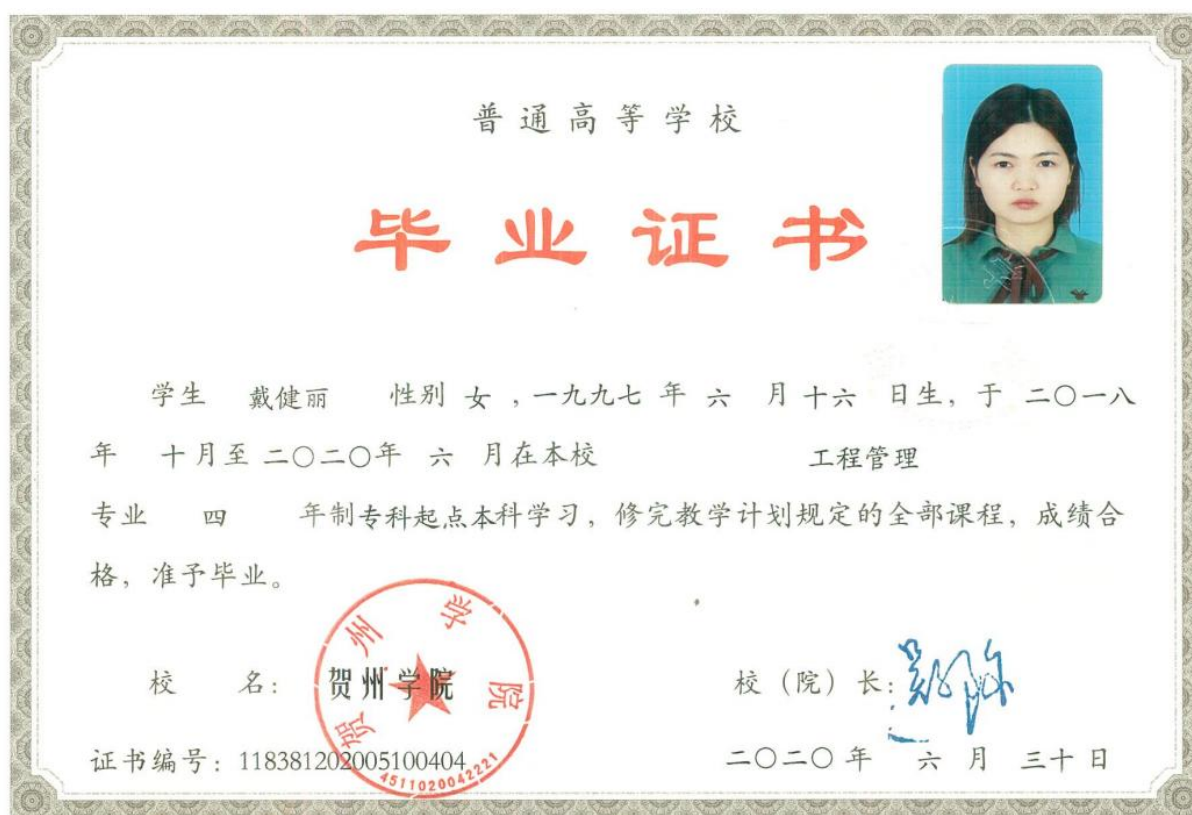 普通高等学校
毕业证书
学生 戴健丽 性别 女 ，一九九七 年 六 月 十六 日生，于 二〇一八
年 十月至 二〇二〇年 六 月在本校 工程管理
专业 四 年制专科起点本科学习，修完教学计划规定的全部课程，成绩合
格，准予毕业。
校 名： 贺州学院 校（院）长：
贺州学院
4511020042221
证书编号：118381202005100404 二〇二〇 年 六 月 三十 日